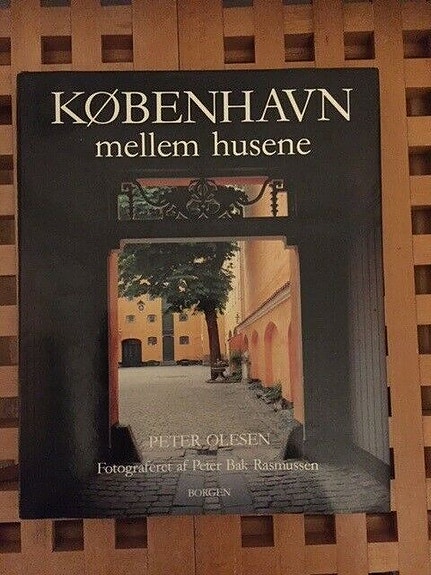 KØBENHAVN
mellem husene
PETER OLESEN
Fotograferet af Peter Bak Rasmussen
BORGEN